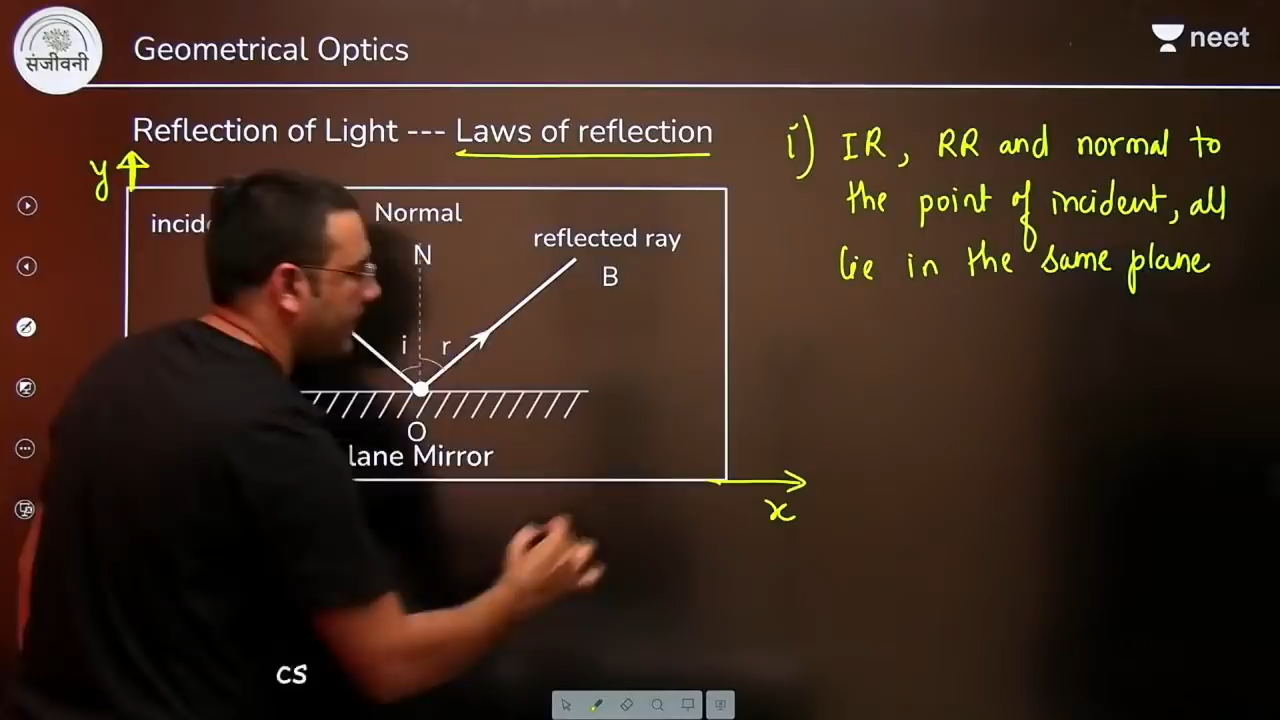 संजीवनी
Geometrical Optics
neet
Reflection of Light --- Laws of reflection
y
Normal
N
reflected ray
B
i r
O
lane Mirror
x
i) IR, RR and normal to
the point of incident, all
lie in the same plane
cs